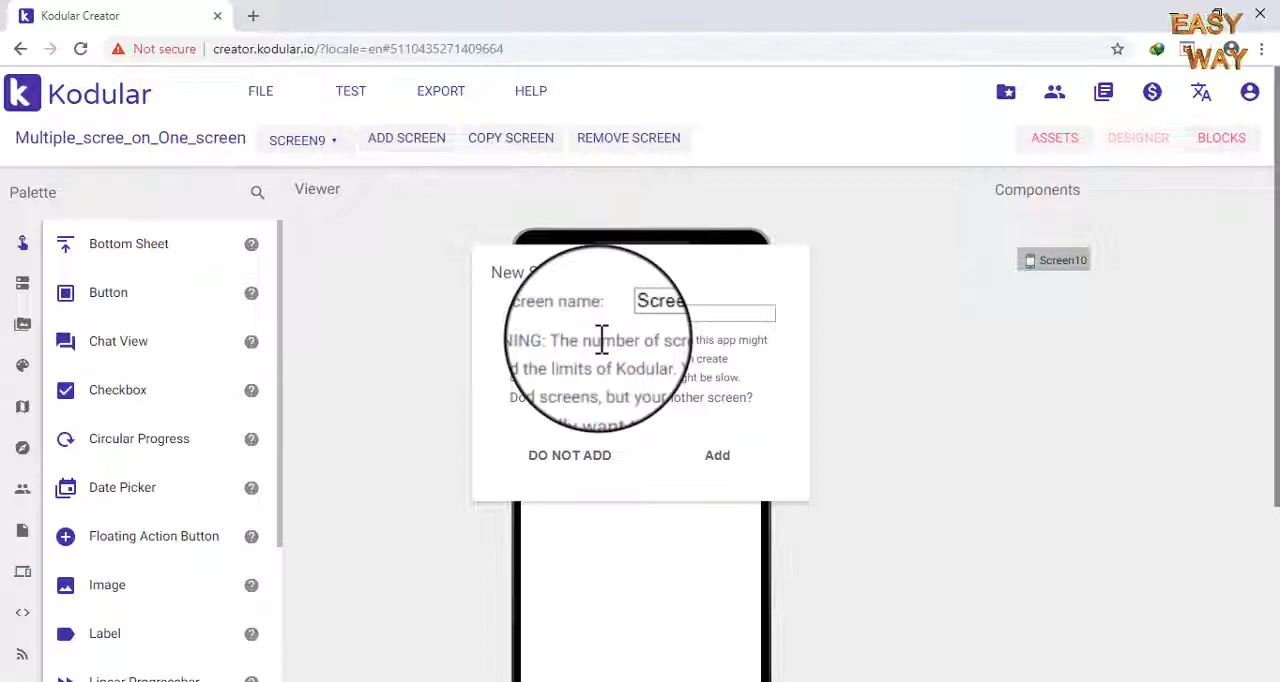 Kodular Creator
EASY WAY
Not secure | creator.kodular.io/?locale=en#5110435271409664
Kodular
FILE TEST EXPORT HELP
Multiple_scree_on_One_screen
SCREEN9
ADD SCREEN
COPY SCREEN
REMOVE SCREEN
ASSETS
DESIGNER
BLOCKS
Palette
Viewer
Components
Bottom Sheet
Button
Chat View
Checkbox
Circular Progress
Date Picker
Floating Action Button
Image
Label
Screen10
New S
creen name: Scree
NING: The number of scr this app might
d the limits of Kodular. create
d screens, but your ght be slow.
other screen?
DO NOT ADD
Add